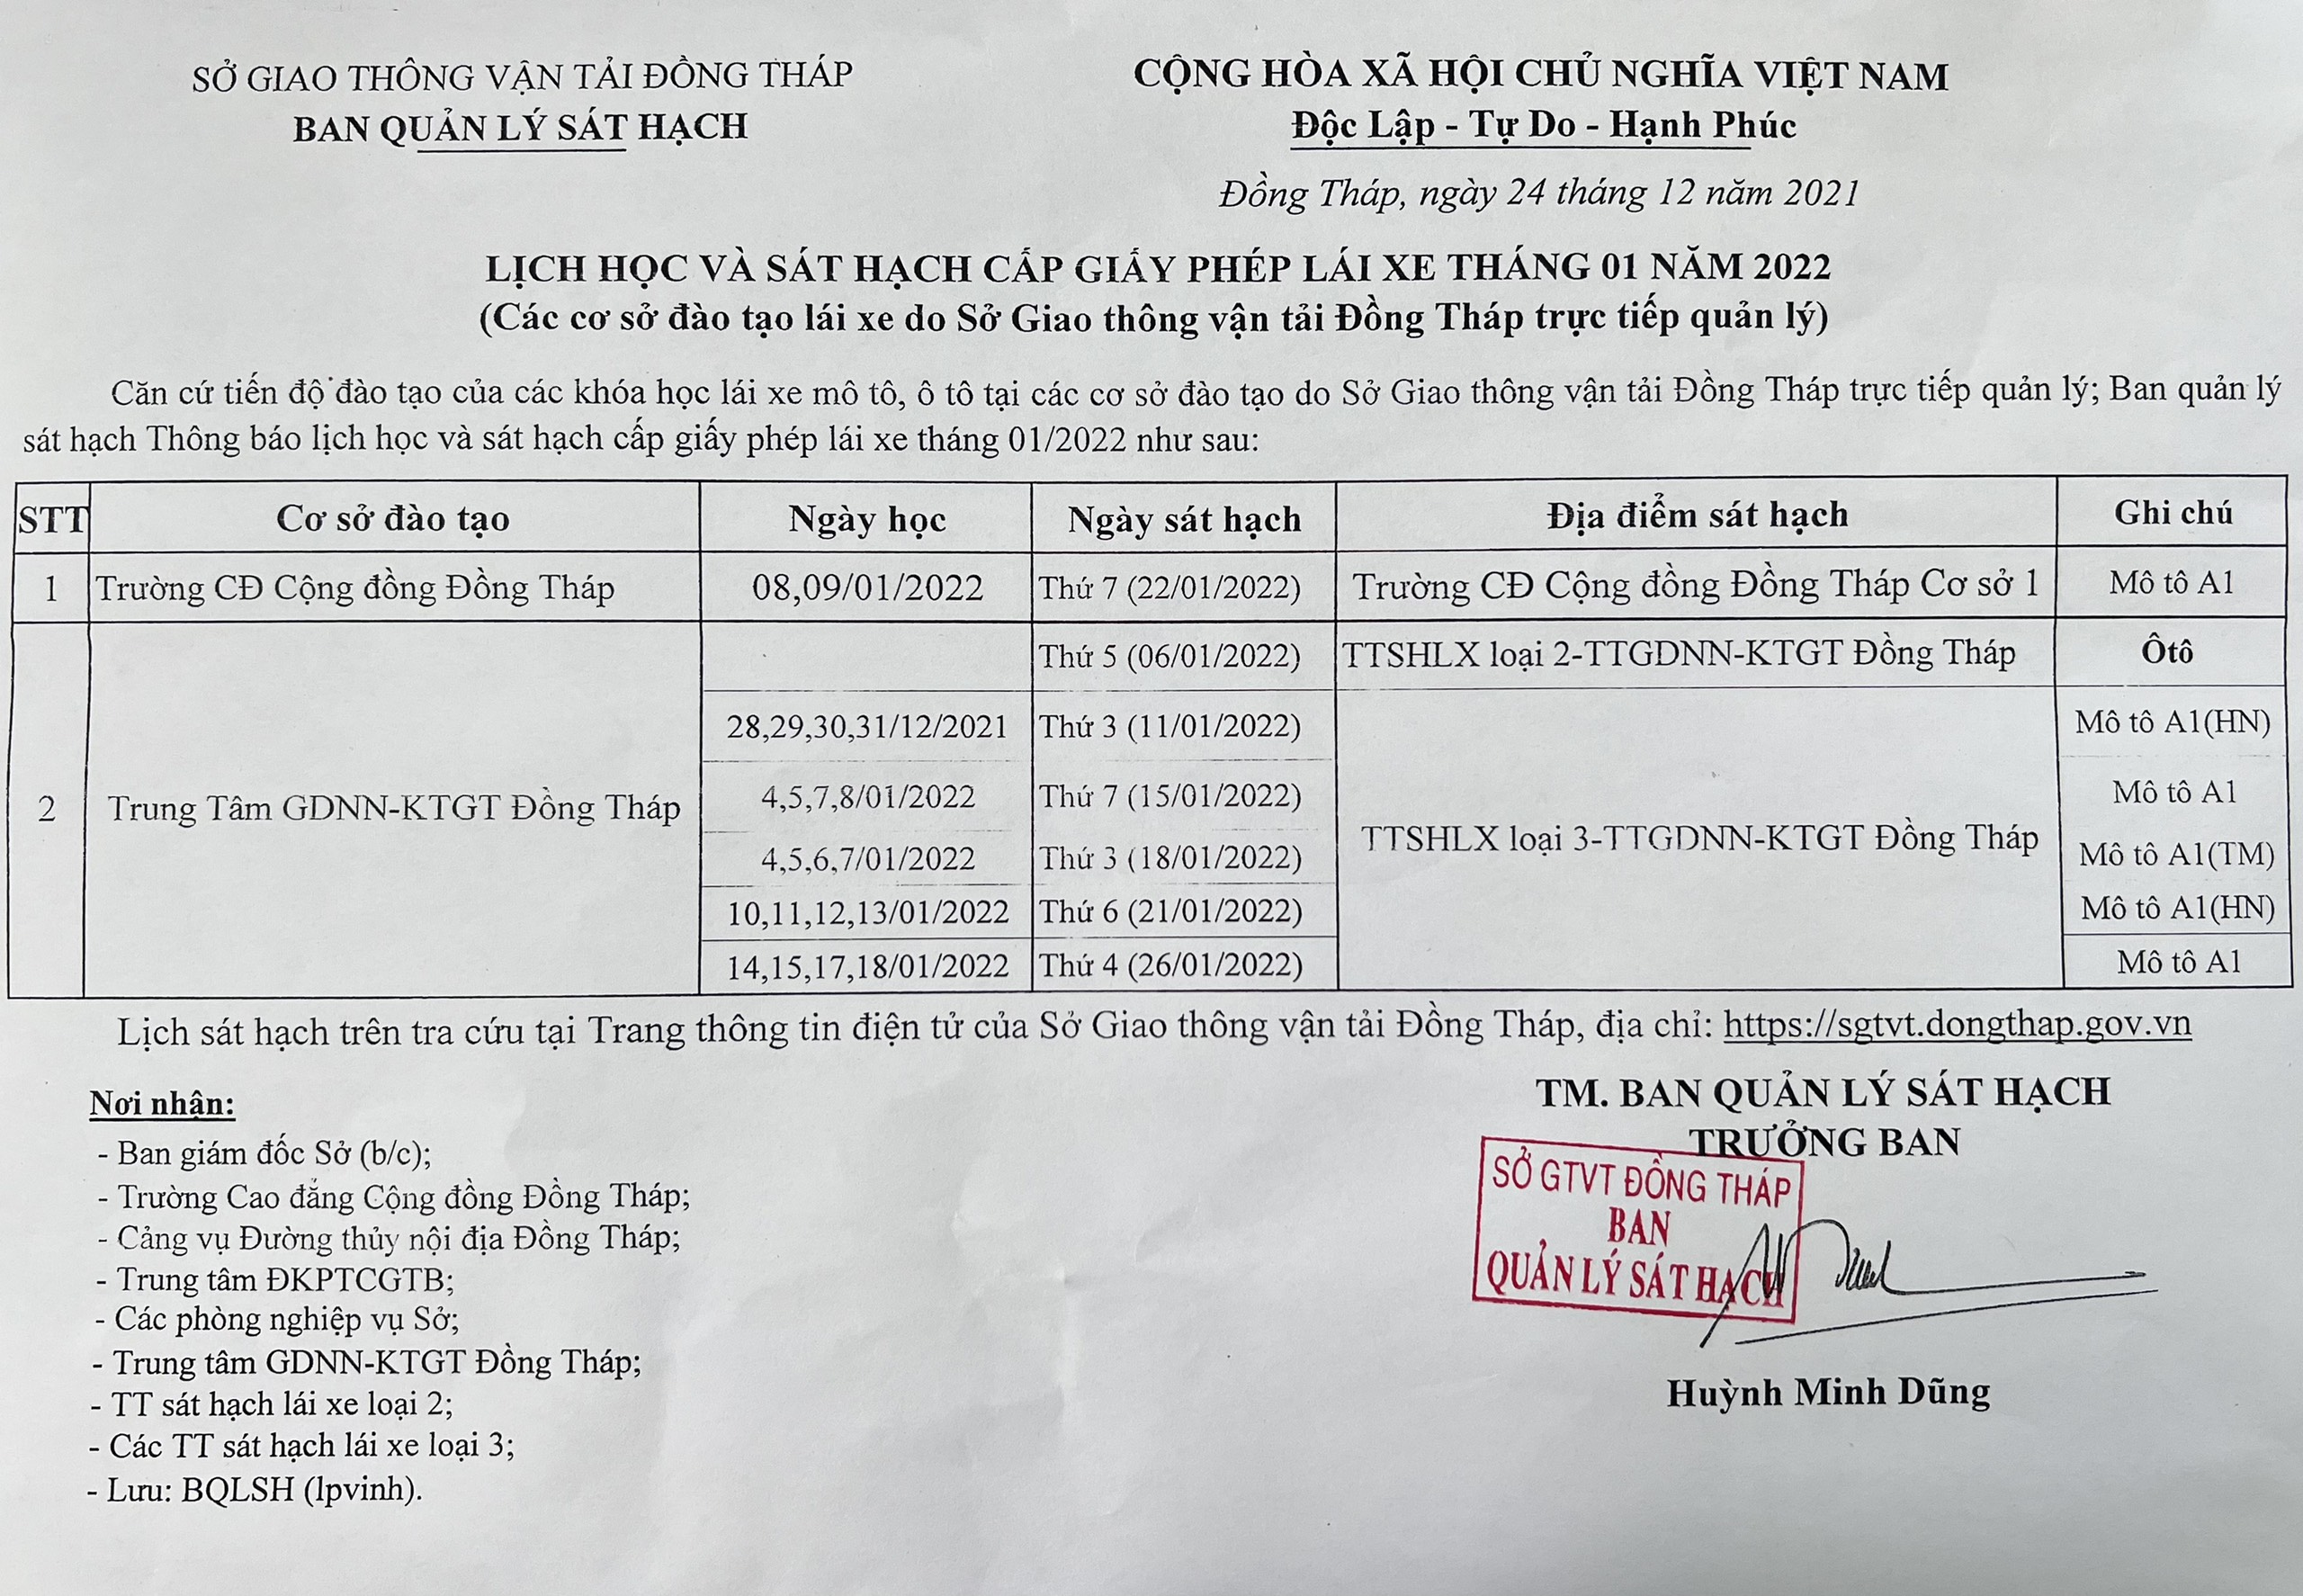 SỞ GIAO THÔNG VẬN TẢI ĐỒNG THÁP
BAN QUẢN LÝ SÁT HẠCH
CỘNG HÒA XÃ HỘI CHỦ NGHĨA VIỆT NAM
Độc Lập - Tự Do - Hạnh Phúc
Đồng Tháp, ngày 24 tháng 12 năm 2021
LỊCH HỌC VÀ SÁT HẠCH CẤP GIẤY PHÉP LÁI XE THÁNG 01 NĂM 2022
(Các cơ sở đào tạo lái xe do Sở Giao thông vận tải Đồng Tháp trực tiếp quản lý)
Căn cứ tiến độ đào tạo của các khóa học lái xe mô tô, ô tô tại các cơ sở đào tạo do Sở Giao thông vận tải Đồng Tháp trực tiếp quản lý; Ban quản lý
sát hạch Thông báo lịch học và sát hạch cấp giấy phép lái xe tháng 01/2022 như sau:
STT Cơ sở đào tạo Ngày học Ngày sát hạch Địa điểm sát hạch Ghi chú
1 Trường CĐ Cộng đồng Đồng Tháp 08,09/01/2022 Thứ 7 (22/01/2022) Trường CĐ Cộng đồng Đồng Tháp Cơ sở 1 Mô tô A1
Thứ 5 (06/01/2022) TTSHLX loại 2-TTGDNN-KTGT Đồng Tháp Ôtô
28,29,30,31/12/2021 Thứ 3 (11/01/2022) Mô tô A1(HN)
4,5,7,8/01/2022 Thứ 7 (15/01/2022) Mô tô A1
2 Trung Tâm GDNN-KTGT Đồng Tháp TTSHLX loại 3-TTGDNN-KTGT Đồng Tháp
4,5,6,7/01/2022 Thứ 3 (18/01/2022) Mô tô A1(TM)
10,11,12,13/01/2022 Thứ 6 (21/01/2022) Mô tô A1(HN)
14,15,17,18/01/2022 Thứ 4 (26/01/2022) Mô tô A1
Lịch sát hạch trên tra cứu tại Trang thông tin điện tử của Sở Giao thông vận tải Đồng Tháp, địa chỉ: https://sgtvt.dongthap.gov.vn
Nơi nhận:
- Ban giám đốc Sở (b/c);
- Trường Cao đẳng Cộng đồng Đồng Tháp;
- Cảng vụ Đường thủy nội địa Đồng Tháp;
- Trung tâm ĐKPTCGTB;
- Các phòng nghiệp vụ Sở;
- Trung tâm GDNN-KTGT Đồng Tháp;
- TT sát hạch lái xe loại 2;
- Các TT sát hạch lái xe loại 3;
- Lưu: BQLSH (lpvinh).
TM. BAN QUẢN LÝ SÁT HẠCH
TRƯỞNG BAN
SỞ GTVT ĐỒNG THÁP
BAN
QUẢN LÝ SÁT HẠCH
Huỳnh Minh Dũng